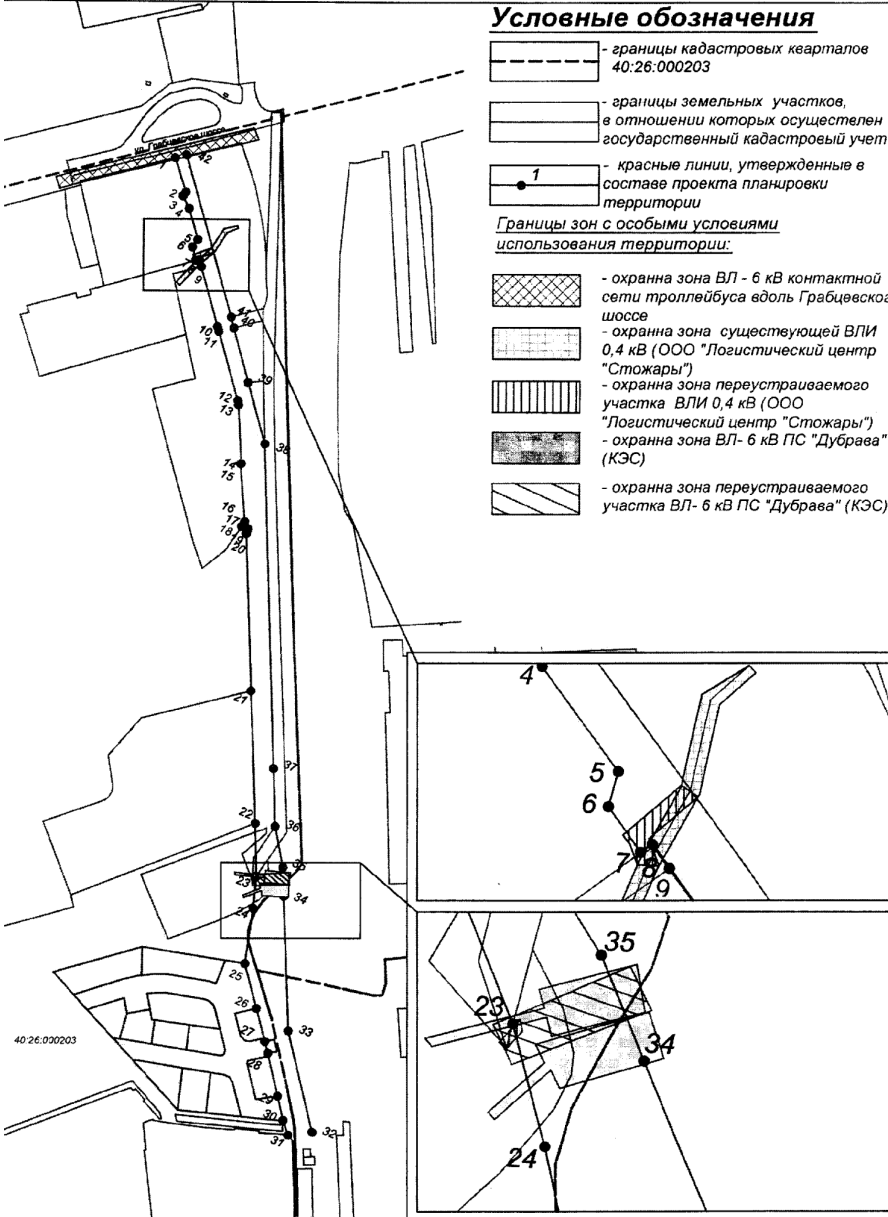 Условные обозначения
- границы кадастровых кварталов
40:26:000203
- границы земельных участков,
в отношении которых осуществлен
государственный кадастровый учет
1
- красные линии, утвержденные в
составе проекта планировки
территории
Границы зон с особыми условиями
использования территории:
- охранна зона ВЛ - 6 кВ контактной
сети троллейбуса вдоль Грабцевског
шоссе
- охранна зона существующей ВЛИ
0,4 кВ (ООО "Логистический центр
"Стожары")
- охранна зона переустраиваемого
участка ВЛИ 0,4 кВ (ООО
"Логистический центр "Стожары")
- охранна зона ВЛ- 6 кВ ПС "Дубрава"
(КЭС)
- охранна зона переустраиваемого
участка ВЛ- 6 кВ ПС "Дубрава" (КЭС)
Грабцевское шоссе
1
42
2
3
4
5
6
9
41
40
10
11
39
12
13
38
14
15
16
17
18
19
20
21
37
22
36
35
23
34
24
25
26
27
33
28
29
30
31
32
40:26:000203
4
5
6
7
8
9
35
23
34
24